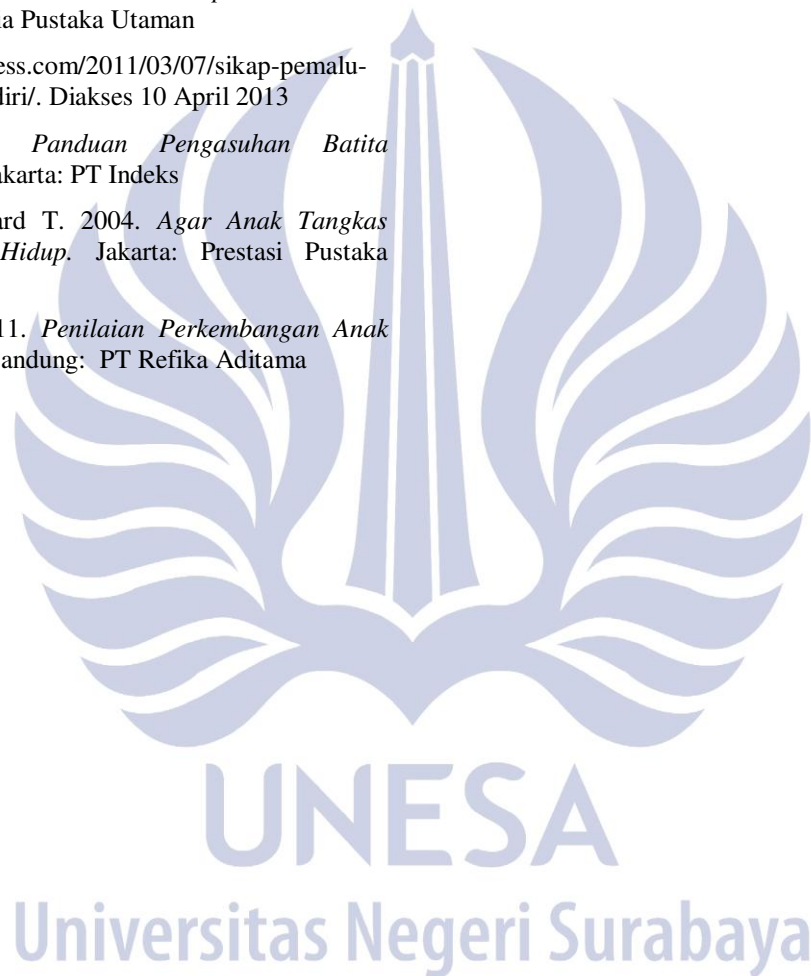 ia Pustaka Utaman
ess.com/2011/03/07/sikap-pemalu-
diri/. Diakses 10 April 2013
Panduan Pengasuhan Batita
akarta: PT Indeks
ard T. 2004. Agar Anak Tangkas
Hidup. Jakarta: Prestasi Pustaka
11. Penilaian Perkembangan Anak
andung: PT Refika Aditama
UNESA
Universitas Negeri Surabaya